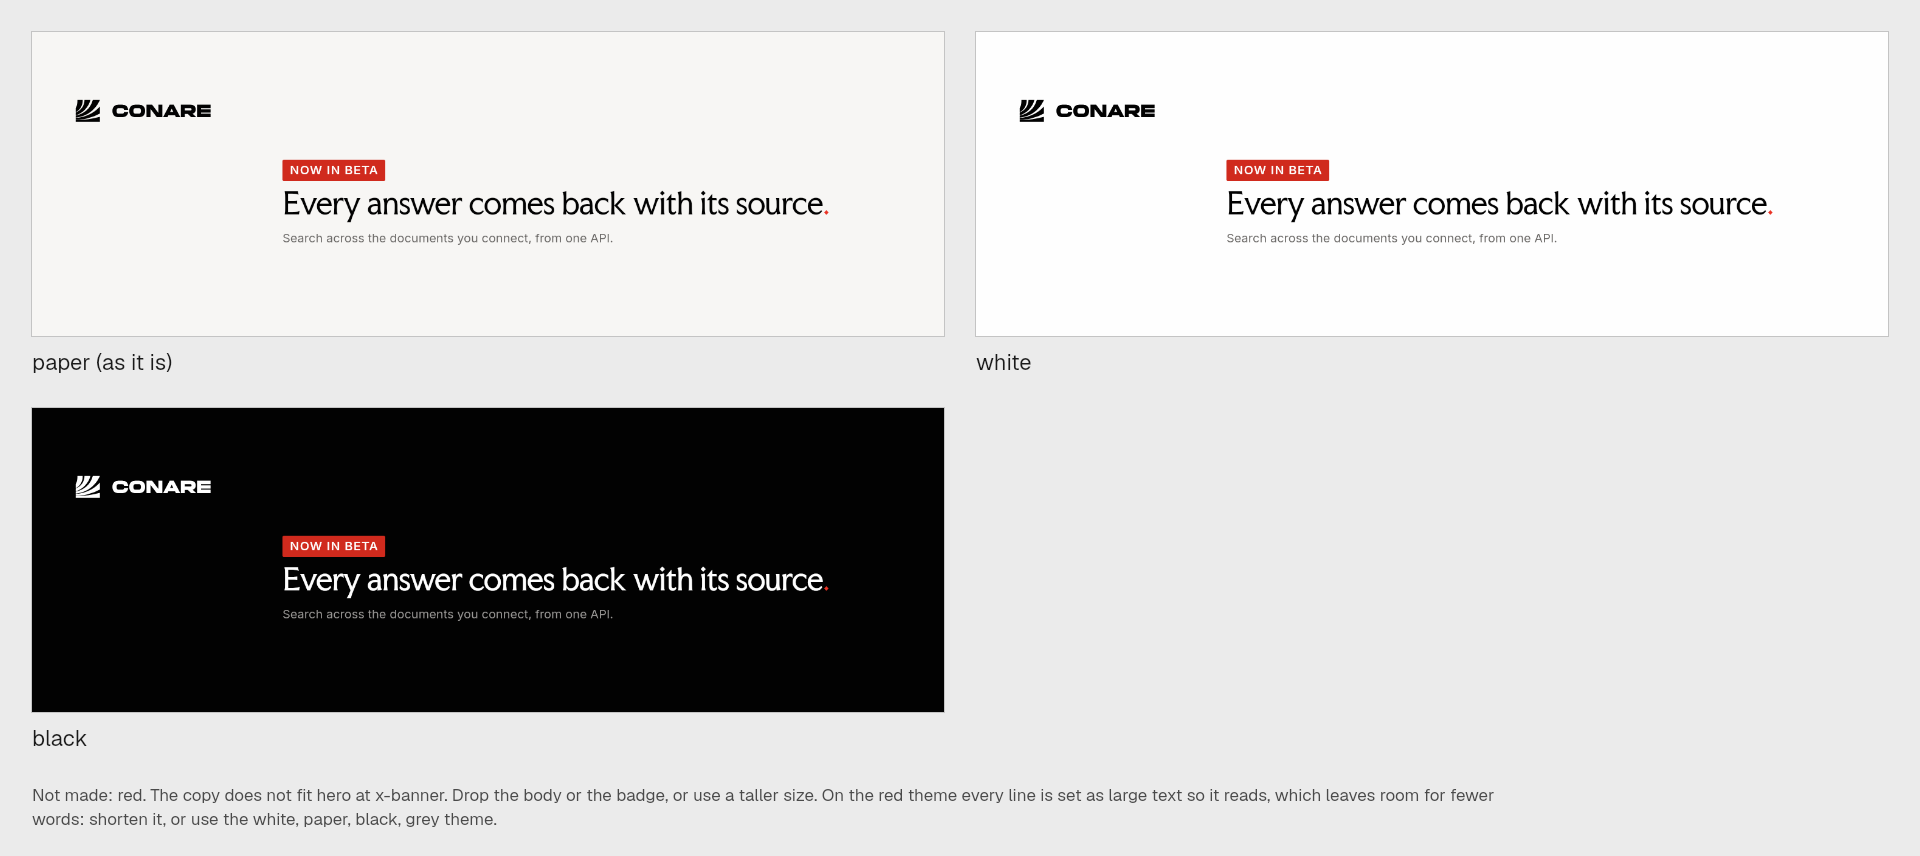 CONARE
NOW IN BETA
Every answer comes back with its source.
Search across the documents you connect, from one API.
paper (as it is)
CONARE
NOW IN BETA
Every answer comes back with its source.
Search across the documents you connect, from one API.
white
CONARE
NOW IN BETA
Every answer comes back with its source.
Search across the documents you connect, from one API.
black
Not made: red. The copy does not fit hero at x-banner. Drop the body or the badge, or use a taller size. On the red theme every line is set as large text so it reads, which leaves room for fewer
words: shorten it, or use the white, paper, black, grey theme.